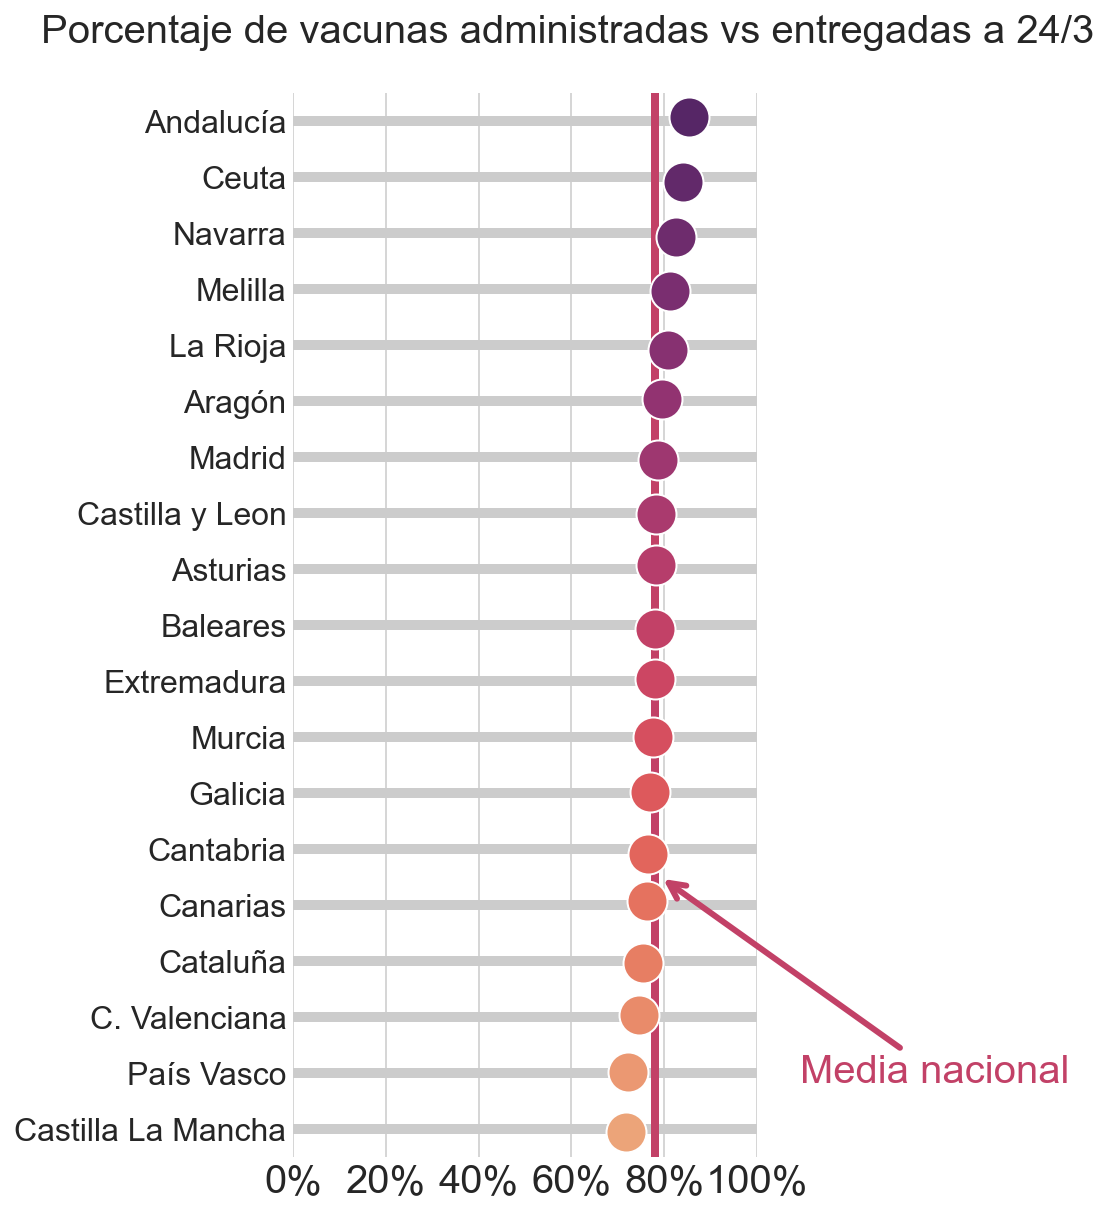 Porcentaje de vacunas administradas vs entregadas a 24/3
Andalucía
Ceuta
Navarra
Melilla
La Rioja
Aragón
Madrid
Castilla y Leon
Asturias
Baleares
Extremadura
Murcia
Galicia
Cantabria
Canarias
Cataluña
C. Valenciana
País Vasco
Media nacional
Castilla La Mancha
0% 20% 40% 60% 80% 100%